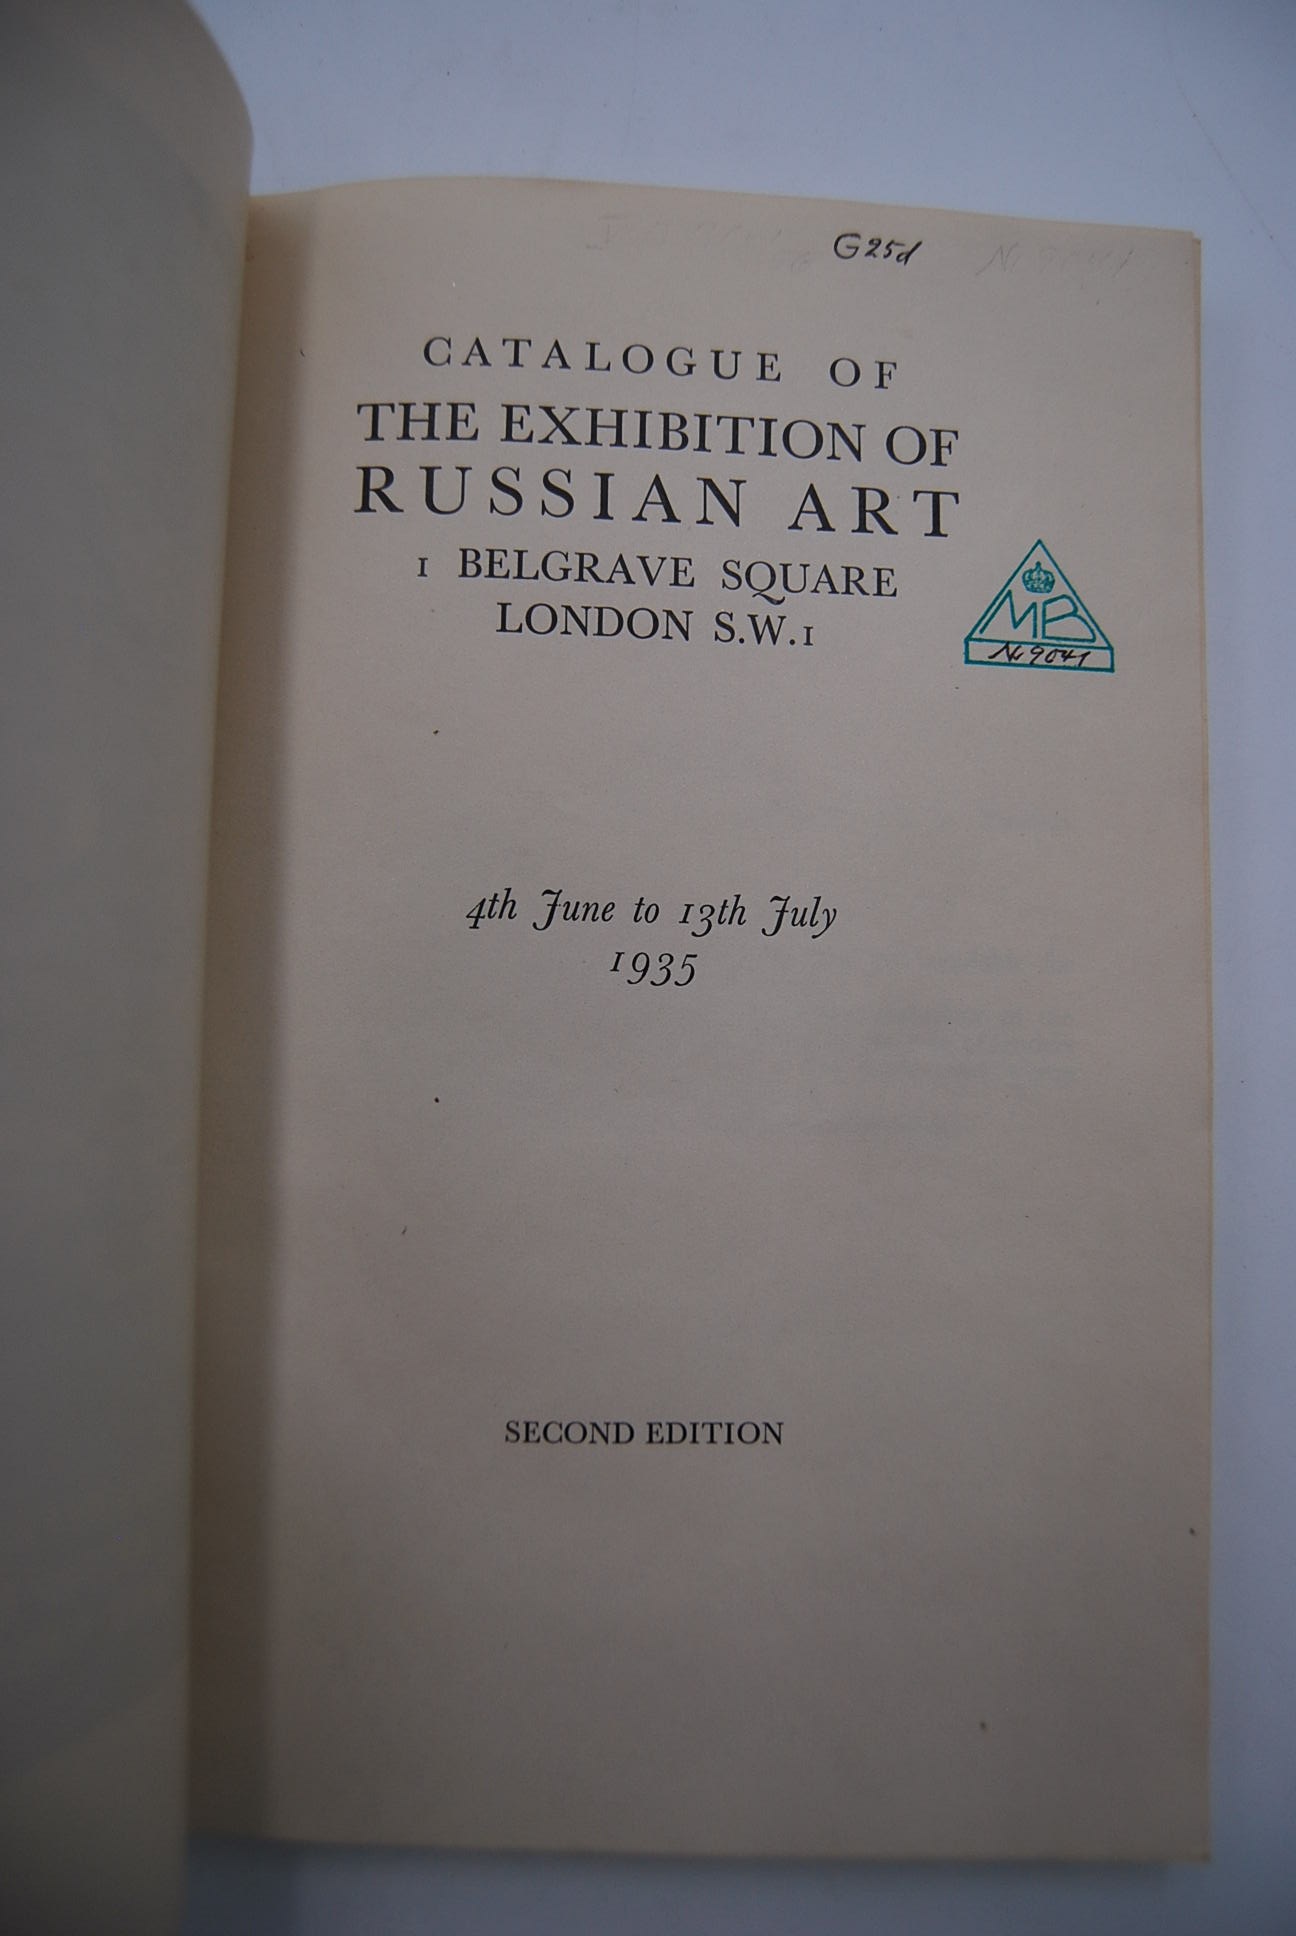 G25d
CATALOGUE OF
THE EXHIBITION OF
RUSSIAN ART
1 BELGRAVE SQUARE
LONDON S.W.1
MB
Nr 9041
4th June to 13th July
1935
SECOND EDITION